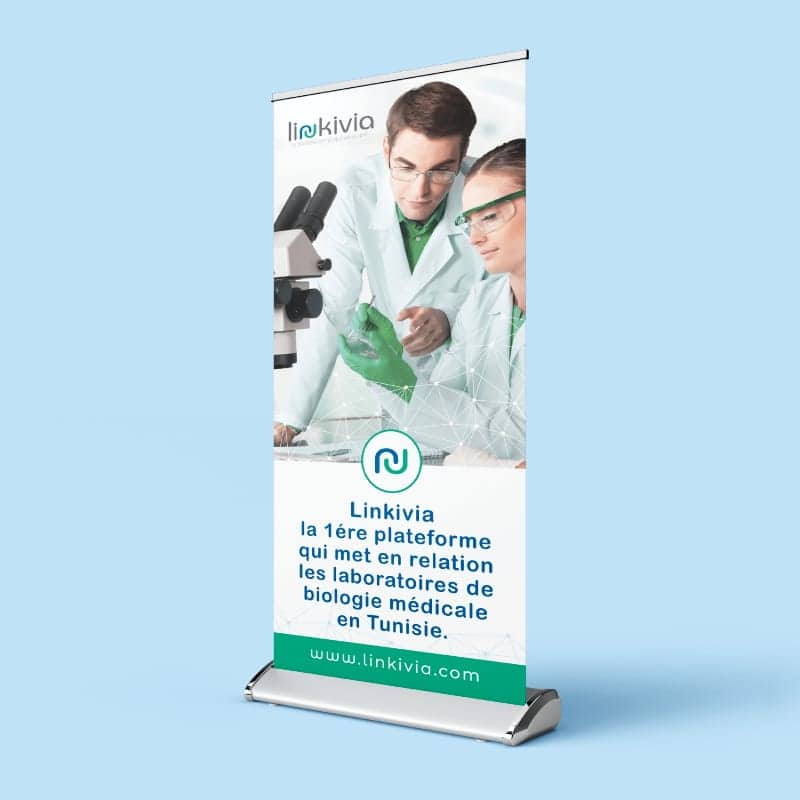 linkivia
Linkivia
la 1ére plateforme
qui met en relation
les laboratoires de
biologie médicale
en Tunisie.
www.linkivia.com